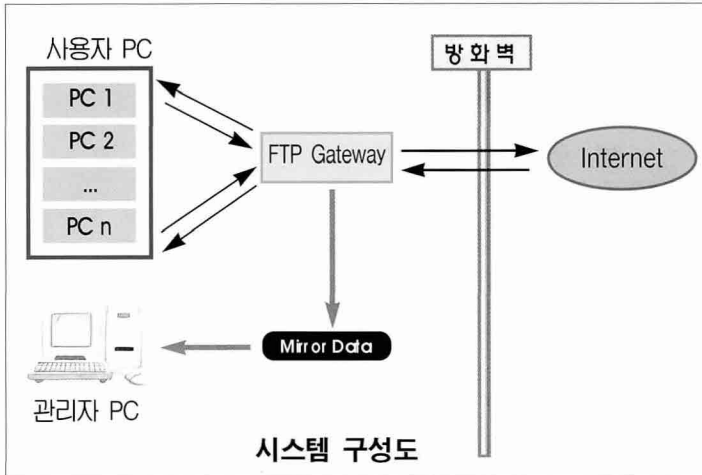 사용자 PC
방화벽
PC 1
PC 2
...
PC n
FTP Gateway
Internet
Mirror Data
관리자 PC
시스템 구성도